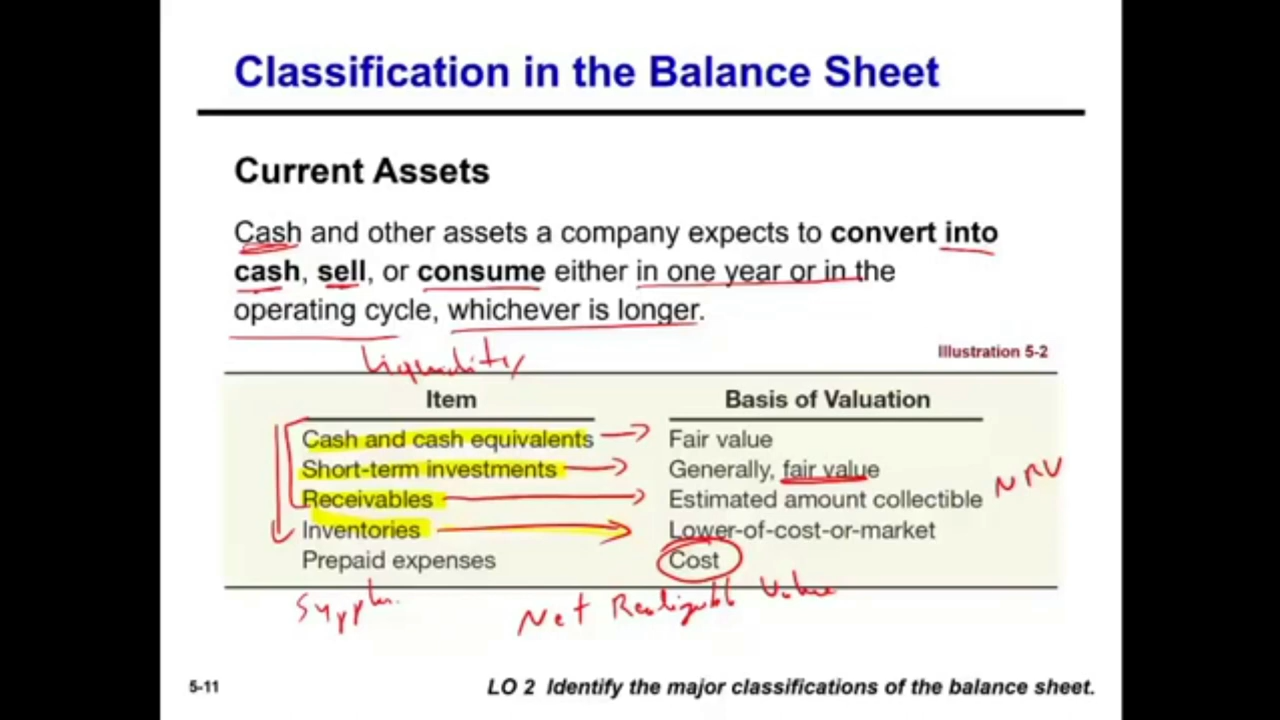 Classification in the Balance Sheet
Current Assets
Cash and other assets a company expects to convert into
cash, sell, or consume either in one year or in the
operating cycle, whichever is longer.
Liquidity
Illustration 5-2
Item Basis of Valuation
Cash and cash equivalents Fair value
Short-term investments Generally, fair value
Receivables Estimated amount collectible NRV
Inventories Lower-of-cost-or-market
Prepaid expenses Cost
Net Realizable Value
5-11 LO 2 Identify the major classifications of the balance sheet.